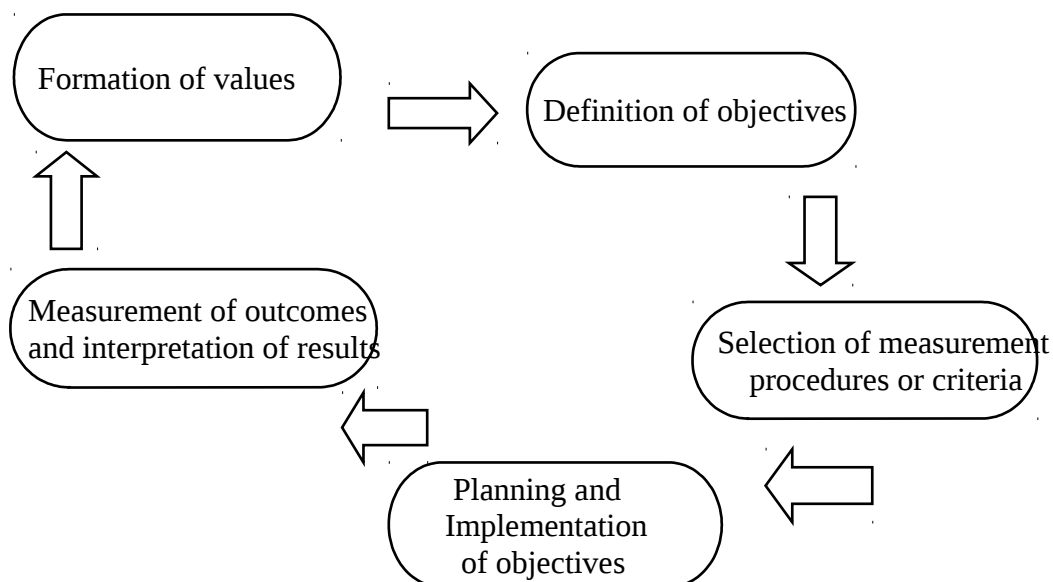 Formation of values
Definition of objectives
Selection of measurement
procedures or criteria
Planning and
Implementation
of objectives
Measurement of outcomes
and interpretation of results